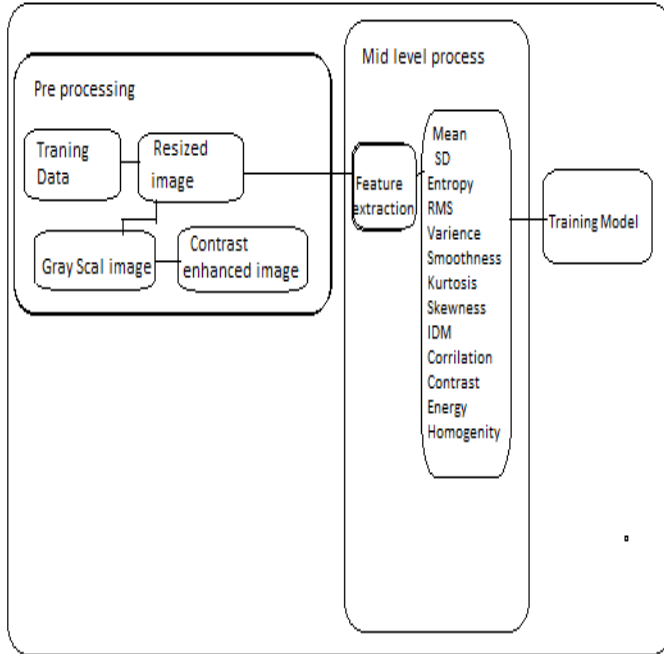 Pre processing
Traning
Data
Resized
image
Gray Scal image
Contrast
enhanced image
Mid level process
Feature
extraction
Mean
SD
Entropy
RMS
Varience
Smoothness
Kurtosis
Skewness
IDM
Corrilation
Contrast
Energy
Homogenity
Training Model